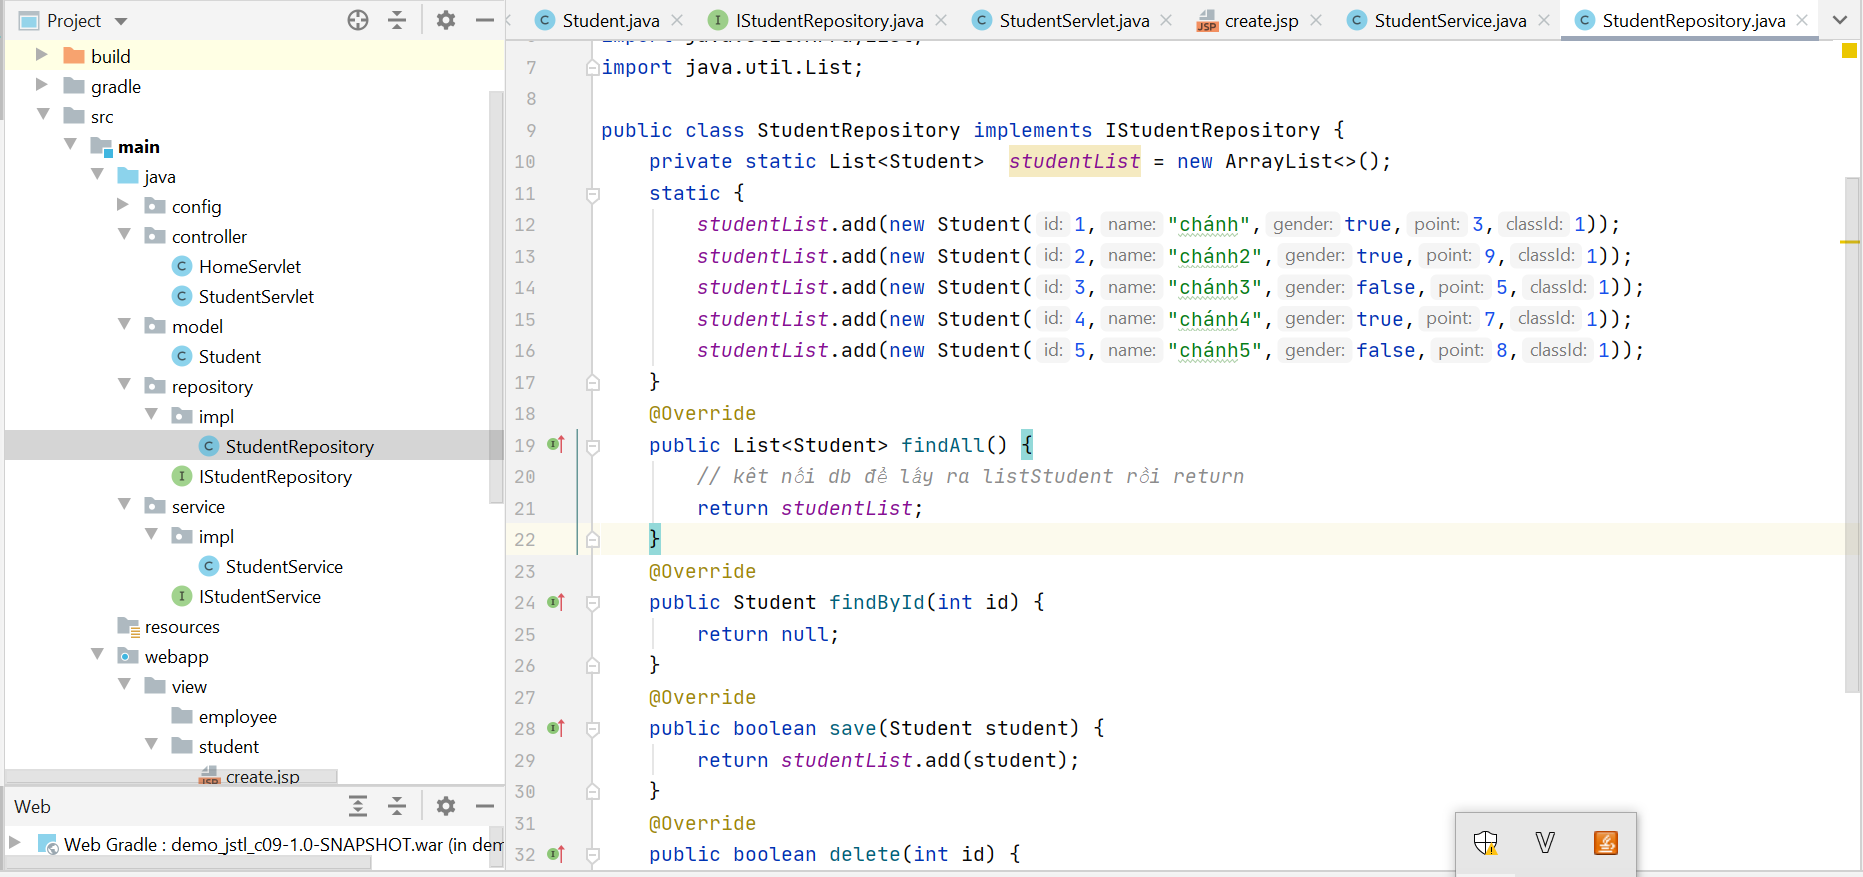 Project
Student.java
IStudentRepository.java
StudentServlet.java
create.jsp
StudentService.java
StudentRepository.java
build
gradle
src
main
java
config
controller
HomeServlet
StudentServlet
model
Student
repository
impl
StudentRepository
IStudentRepository
service
impl
StudentService
IStudentService
resources
webapp
view
employee
student
create.jsp
Web
Web Gradle : demo_jstl_c09-1.0-SNAPSHOT.war (in dem
7 import java.util.List;
8
9 public class StudentRepository implements IStudentRepository {
10 private static List<Student> studentList = new ArrayList<>();
11 static {
12 studentList.add(new Student( id: 1, name: "chánh", gender: true, point: 3, classId: 1));
13 studentList.add(new Student( id: 2, name: "chánh2", gender: true, point: 9, classId: 1));
14 studentList.add(new Student( id: 3, name: "chánh3", gender: false, point: 5, classId: 1));
15 studentList.add(new Student( id: 4, name: "chánh4", gender: true, point: 7, classId: 1));
16 studentList.add(new Student( id: 5, name: "chánh5", gender: false, point: 8, classId: 1));
17 }
18 @Override
19 public List<Student> findAll() {
20 // kêt nối db để lấy ra listStudent rồi return
21 return studentList;
22 }
23 @Override
24 public Student findById(int id) {
25 return null;
26 }
27 @Override
28 public boolean save(Student student) {
29 return studentList.add(student);
30 }
31 @Override
32 public boolean delete(int id) {